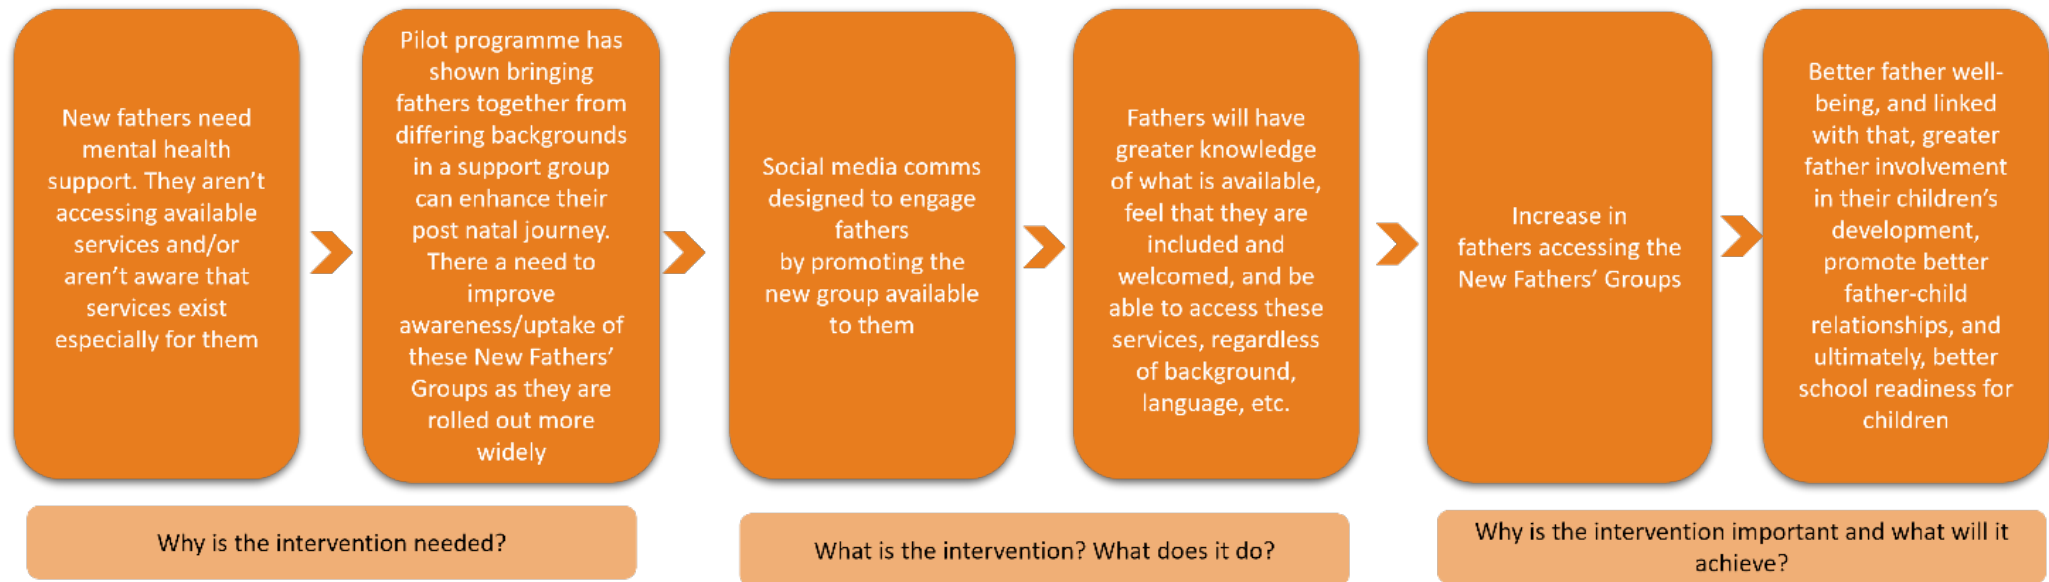 New fathers need
mental health
support. They aren't
accessing available
services and/or
aren't aware that
services exist
especially for them
Pilot programme has
shown bringing
fathers together from
differing backgrounds
in a support group
can enhance their
post natal journey.
There a need to
improve
awareness/uptake of
these New Fathers'
Groups as they are
rolled out more
widely
Social media comms
designed to engage
fathers
by promoting the
new group available
to them
Fathers will have
greater knowledge
of what is available,
feel that they are
included and
welcomed, and be
able to access these
services, regardless
of background,
language, etc.
Increase in
fathers accessing the
New Fathers' Groups
Better father well-
being, and linked
with that, greater
father involvement
in their children's
development,
promote better
father-child
relationships, and
ultimately, better
school readiness for
children
Why is the intervention needed?
What is the intervention? What does it do?
Why is the intervention important and what will it
achieve?